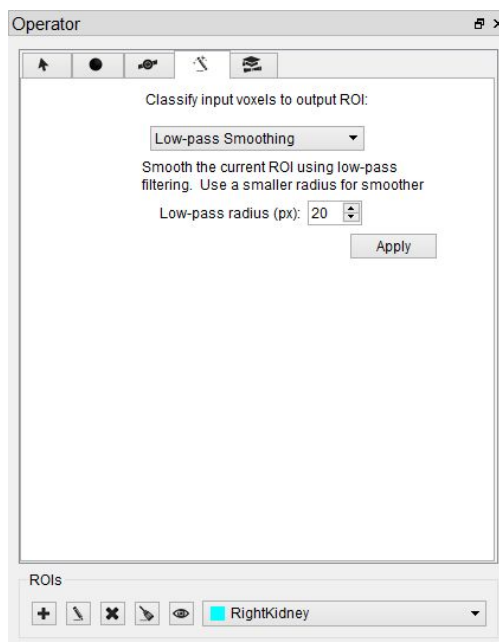 Operator
Classify input voxels to output ROI:
Low-pass Smoothing
Smooth the current ROI using low-pass
filtering. Use a smaller radius for smoother
Low-pass radius (px): 20
Apply
ROIs
RightKidney